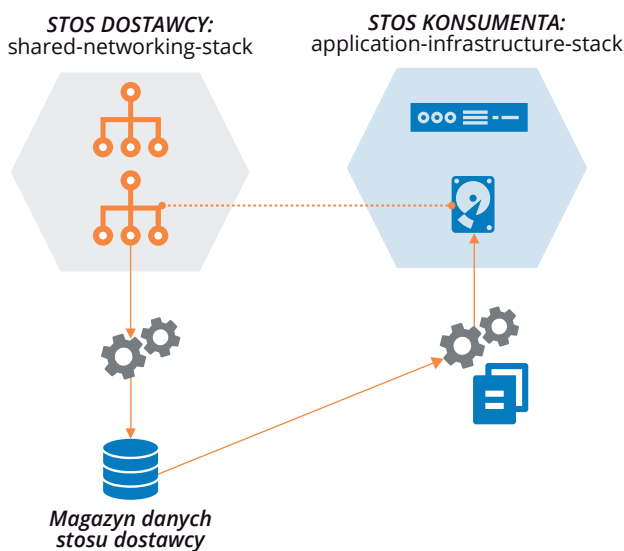 STOS DOSTAWCY:
shared-networking-stack
STOS KONSUMENTA:
application-infrastructure-stack
Magazyn danych
stosu dostawcy